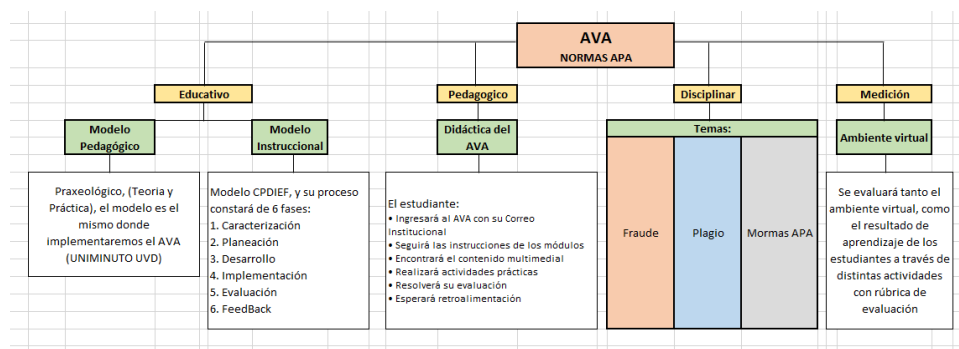 AVA
NORMAS APA
Educativo
Pedagogico
Disciplinar
Medición
Modelo
Pedagógico
Modelo
Instruccional
Didáctica del
AVA
Temas:
Ambiente virtual
Praxeológico, (Teoria y
Práctica), el modelo es el
mismo donde
implementaremos el AVA
(UNIMINUTO UVD)
Modelo CPDIEF, y su proceso
constará de 6 fases:
1. Caracterización
2. Planeación
3. Desarrollo
4. Implementación
5. Evaluación
6. FeedBack
El estudiante:
• Ingresará al AVA con su Correo
Institucional
• Seguirá las instrucciones de los módulos
• Encontrará el contenido multimedial
• Realizará actividades prácticas
• Resolverá su evaluación
• Esperará retroalimentación
Fraude
Plagio
Mormas APA
Se evaluará tanto el
ambiente virtual, como
el resultado de
aprendizaje de los
estudiantes a través de
distintas actividades
con rúbrica de
evaluación